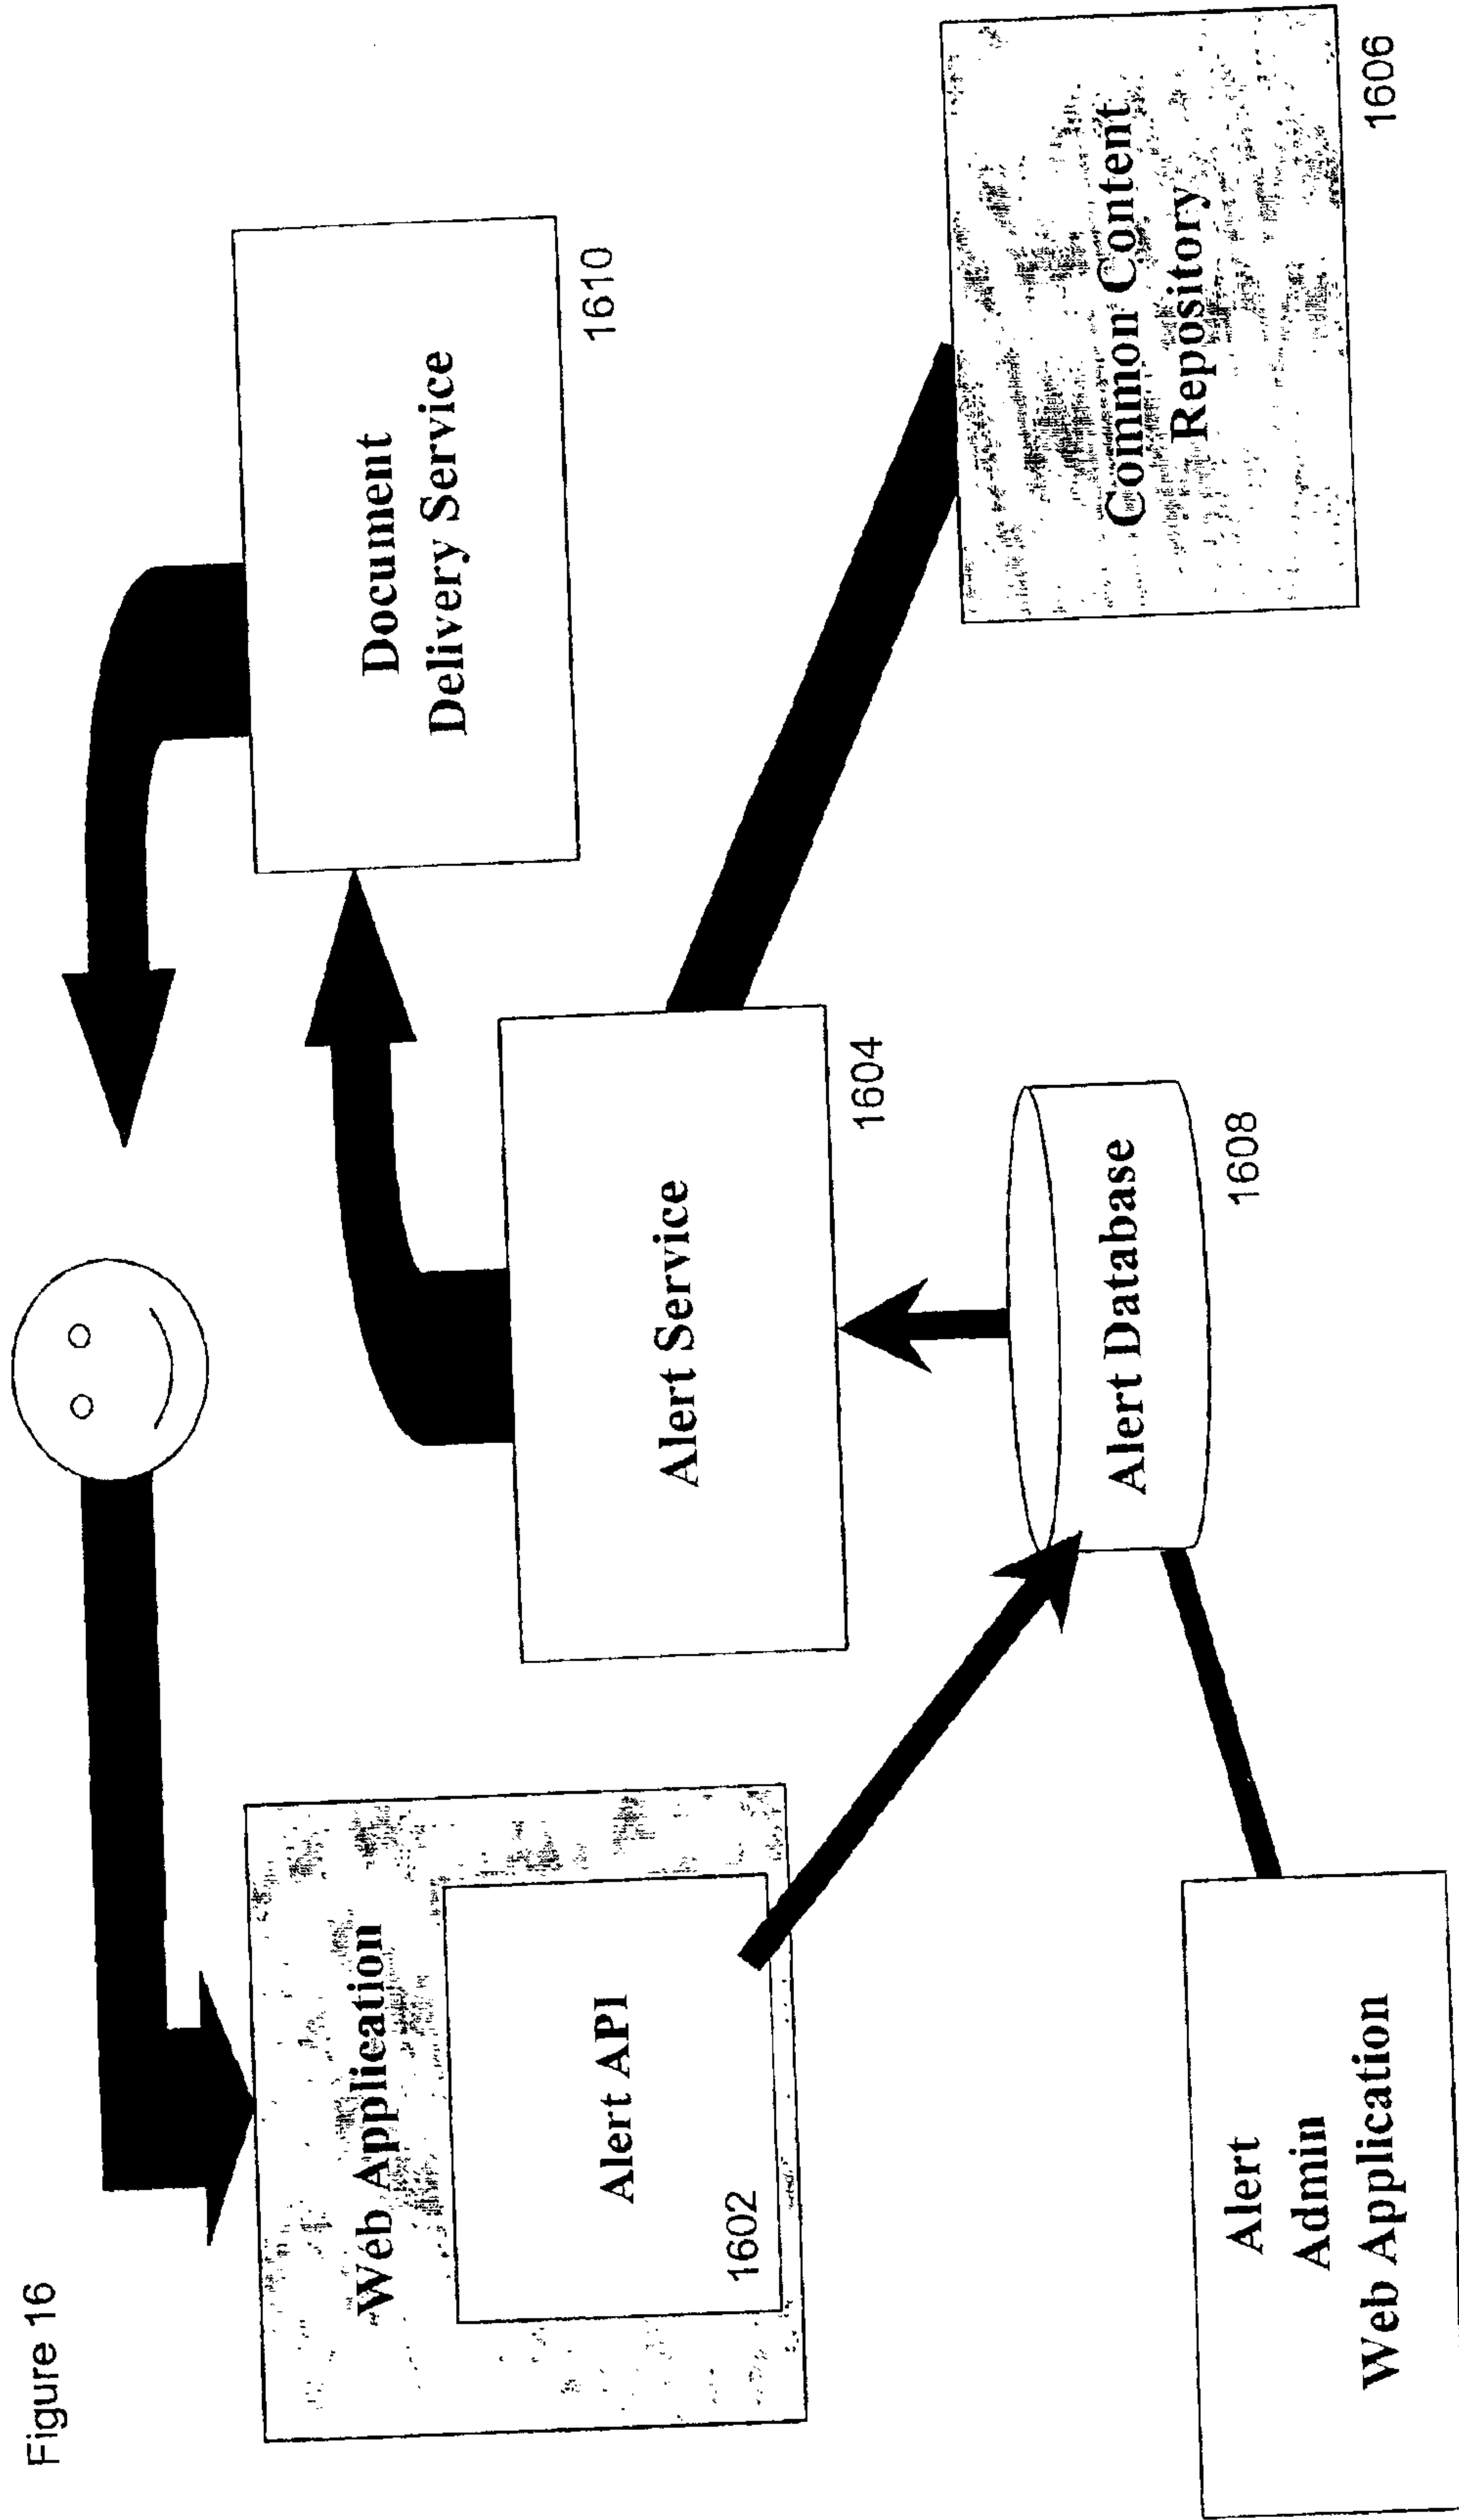 Figure 16
Web Application
Alert API
1602
Alert Service
1604
Document
Delivery Service
1610
Alert Database
1608
Common Content
Repository
1606
Alert
Admin
Web Application